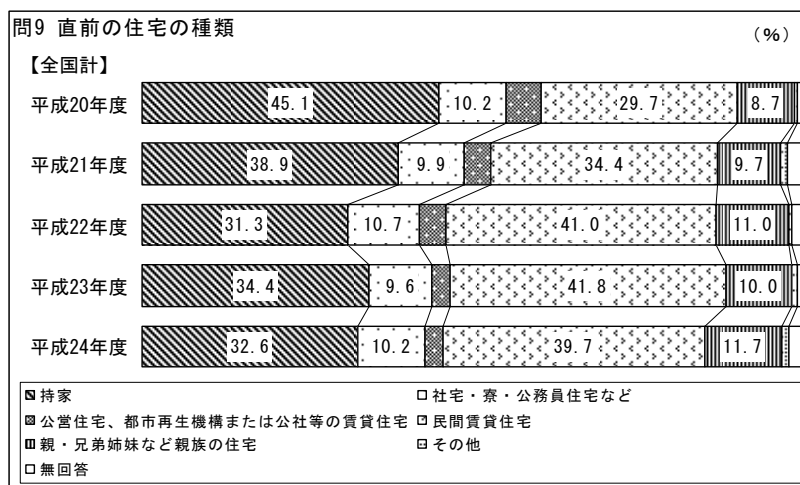 問9 直前の住宅の種類
(%)
【全国計】
平成20年度 45.1 10.2 29.7 8.7
平成21年度 38.9 9.9 34.4 9.7
平成22年度 31.3 10.7 41.0 11.0
平成23年度 34.4 9.6 41.8 10.0
平成24年度 32.6 10.2 39.7 11.7
持家 社宅・寮・公務員住宅など
公営住宅、都市再生機構または公社等の賃貸住宅 民間賃貸住宅
親・兄弟姉妹など親族の住宅 その他
無回答